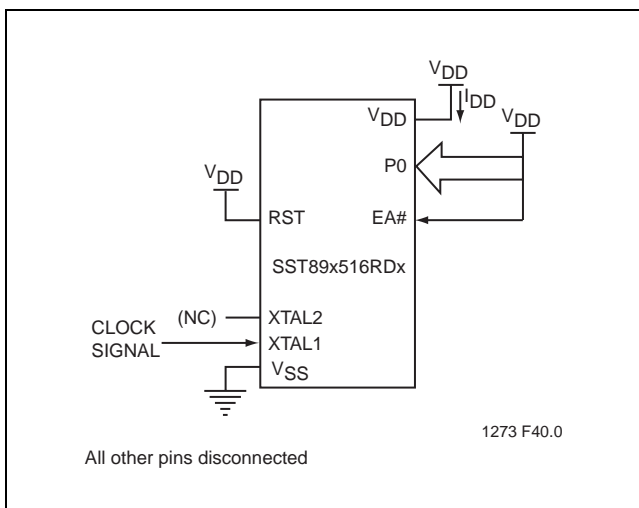 VDD
IDD
VDD
VDD
P0
VDD
RST
EA#
SST89x516RDx
(NC)
XTAL2
CLOCK
SIGNAL
XTAL1
VSS
1273 F40.0
All other pins disconnected